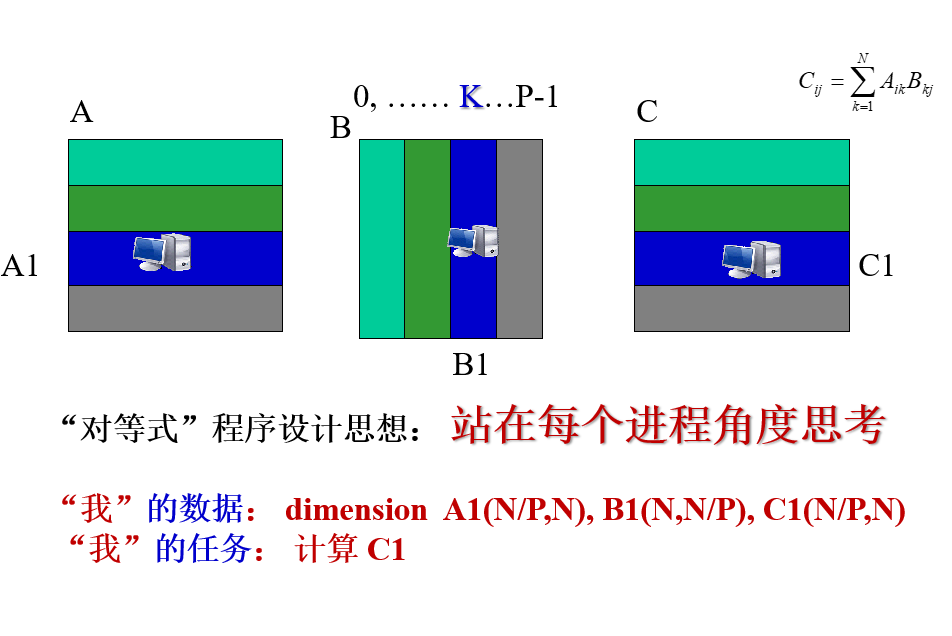 C_{ij} = \sum_{k=1}^{N} A_{ik} B_{kj}
0, …… K…P-1
A
B
C
A1
C1
B1
“对等式”程序设计思想： 站在每个进程角度思考
“我”的数据： dimension A1(N/P,N), B1(N,N/P), C1(N/P,N)
“我”的任务： 计算 C1